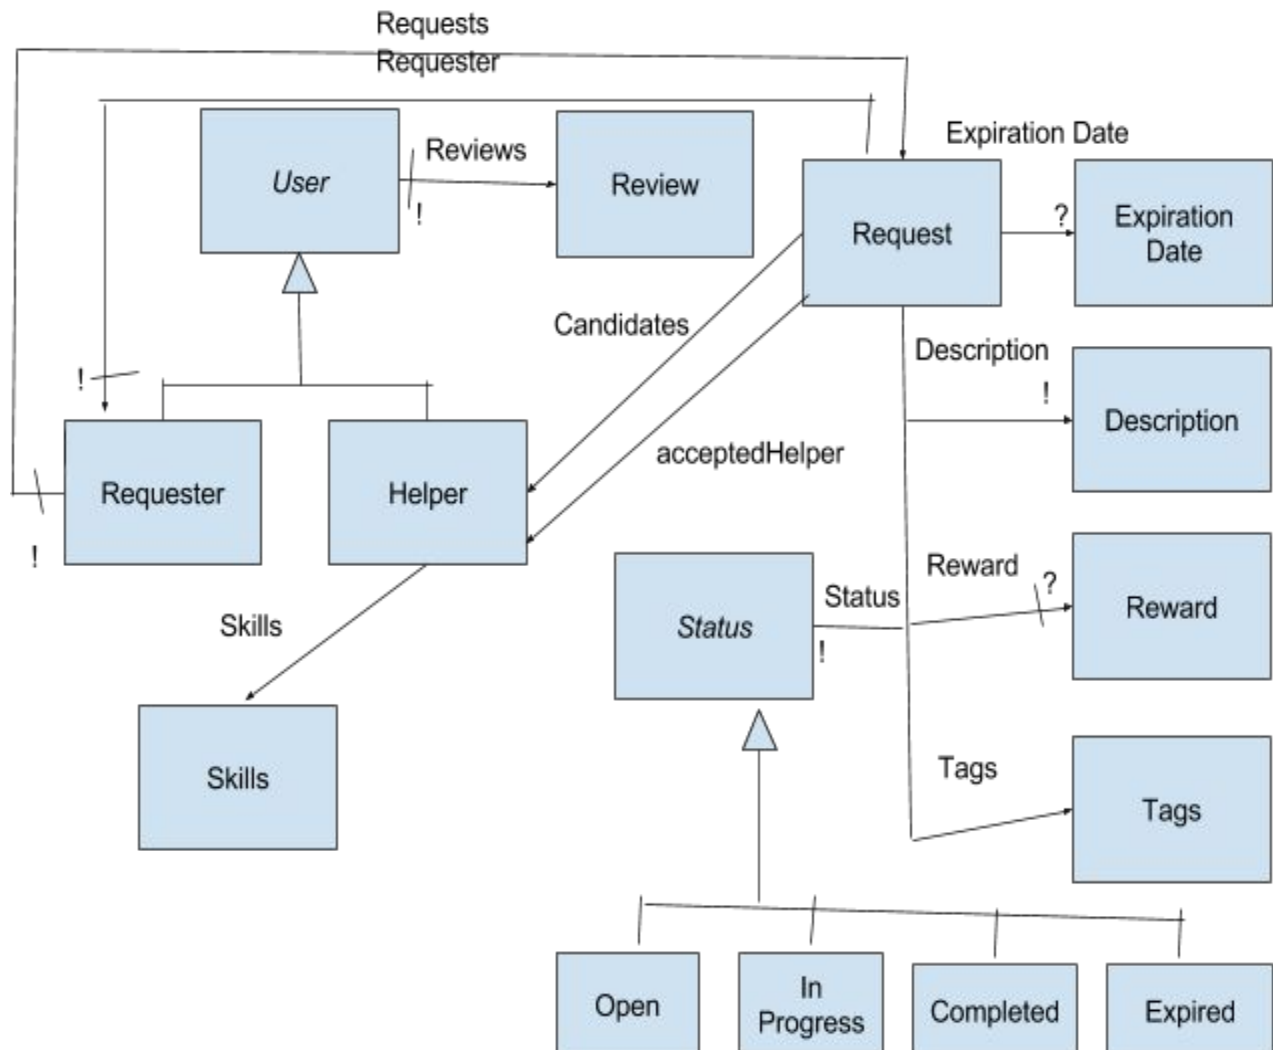 Requests
Requester
User
Reviews
!
Review
Expiration Date
Request
?
Expiration
Date
Candidates
Description
!
Description
!
Requester
Helper
acceptedHelper
!
Skills
Skills
Status
Status
!
Reward
?
Reward
Tags
Tags
Open
In
Progress
Completed
Expired